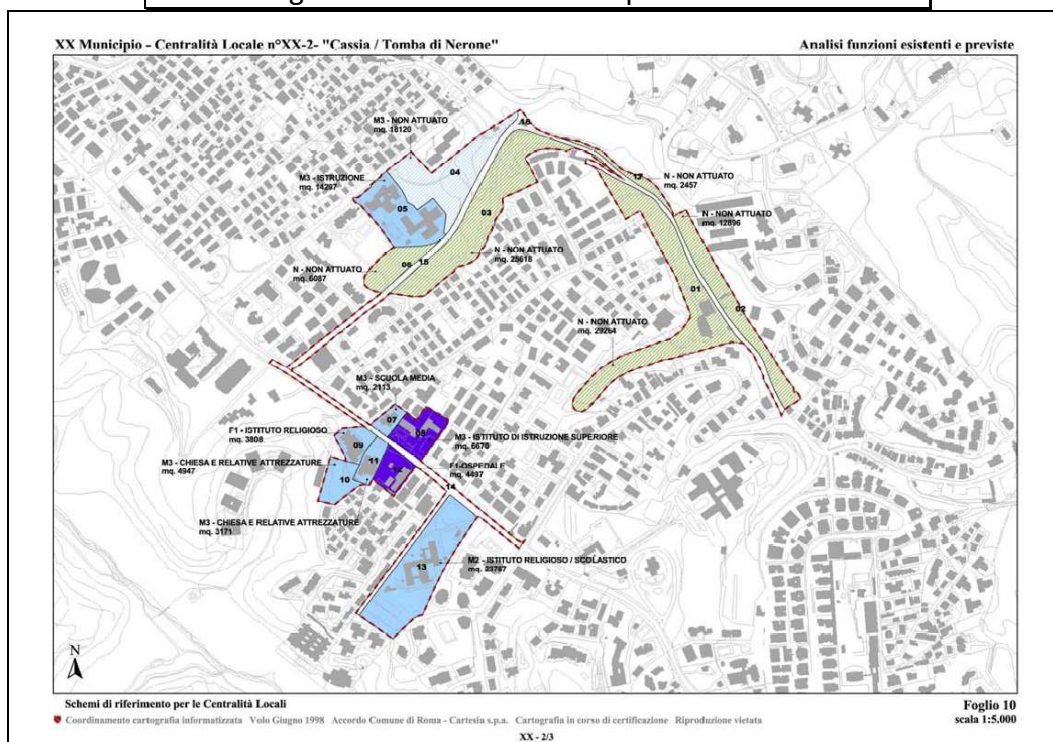 XX Municipio – Centralità Locale n°XX-2- "Cassia / Tomba di Nerone"
Analisi funzioni esistenti e previste
M3 - NON ATTUATO
mq. 18120
M3 - ISTRUZIONE
mq. 14297
N - NON ATTUATO
mq. 2457
N - NON ATTUATO
mq. 12896
N - NON ATTUATO
mq. 6087
N - NON ATTUATO
mq. 25618
N - NON ATTUATO
mq. 29264
M3 - SCUOLA MEDIA
mq. 2113
F1 - ISTITUTO RELIGIOSO
mq. 3808
M3 - ISTITUTO DI ISTRUZIONE SUPERIORE
mq. 6670
M3 - CHIESA E RELATIVE ATTREZZATURE
mq. 4947
F1-OSPEDALE
mq. 4497
M3 - CHIESA E RELATIVE ATTREZZATURE
mq. 3171
M2 - ISTITUTO RELIGIOSO / SCOLASTICO
mq. 23767
16
04
17
05
03
06
15
01
02
07
08
09
11
10
14
13
N
Schemi di riferimento per le Centralità Locali
Foglio 10
Coordinamento cartografia informatizzata Volo Giugno 1998 Accordo Comune di Roma - Cartesia s.p.a. Cartografia in corso di certificazione Riproduzione vietata
scala 1:5.000
XX - 2/3